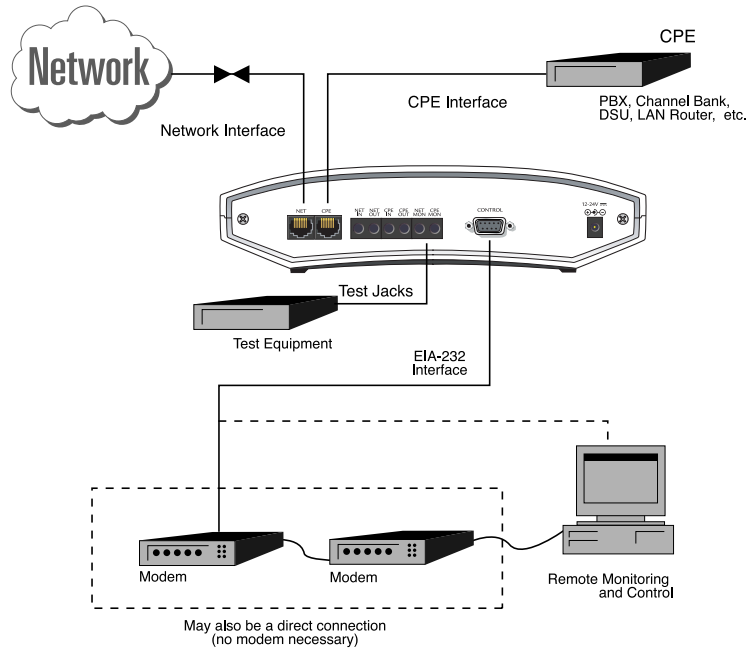 Network
CPE
CPE Interface
PBX, Channel Bank,
DSU, LAN Router, etc.
Network Interface
NET
CPE
NET IN
NET OUT
CPE IN
CPE OUT
NET MON
CPE MON
CONTROL
12-24V
Test Jacks
Test Equipment
EIA-232
Interface
Modem
Modem
Remote Monitoring
and Control
May also be a direct connection
(no modem necessary)